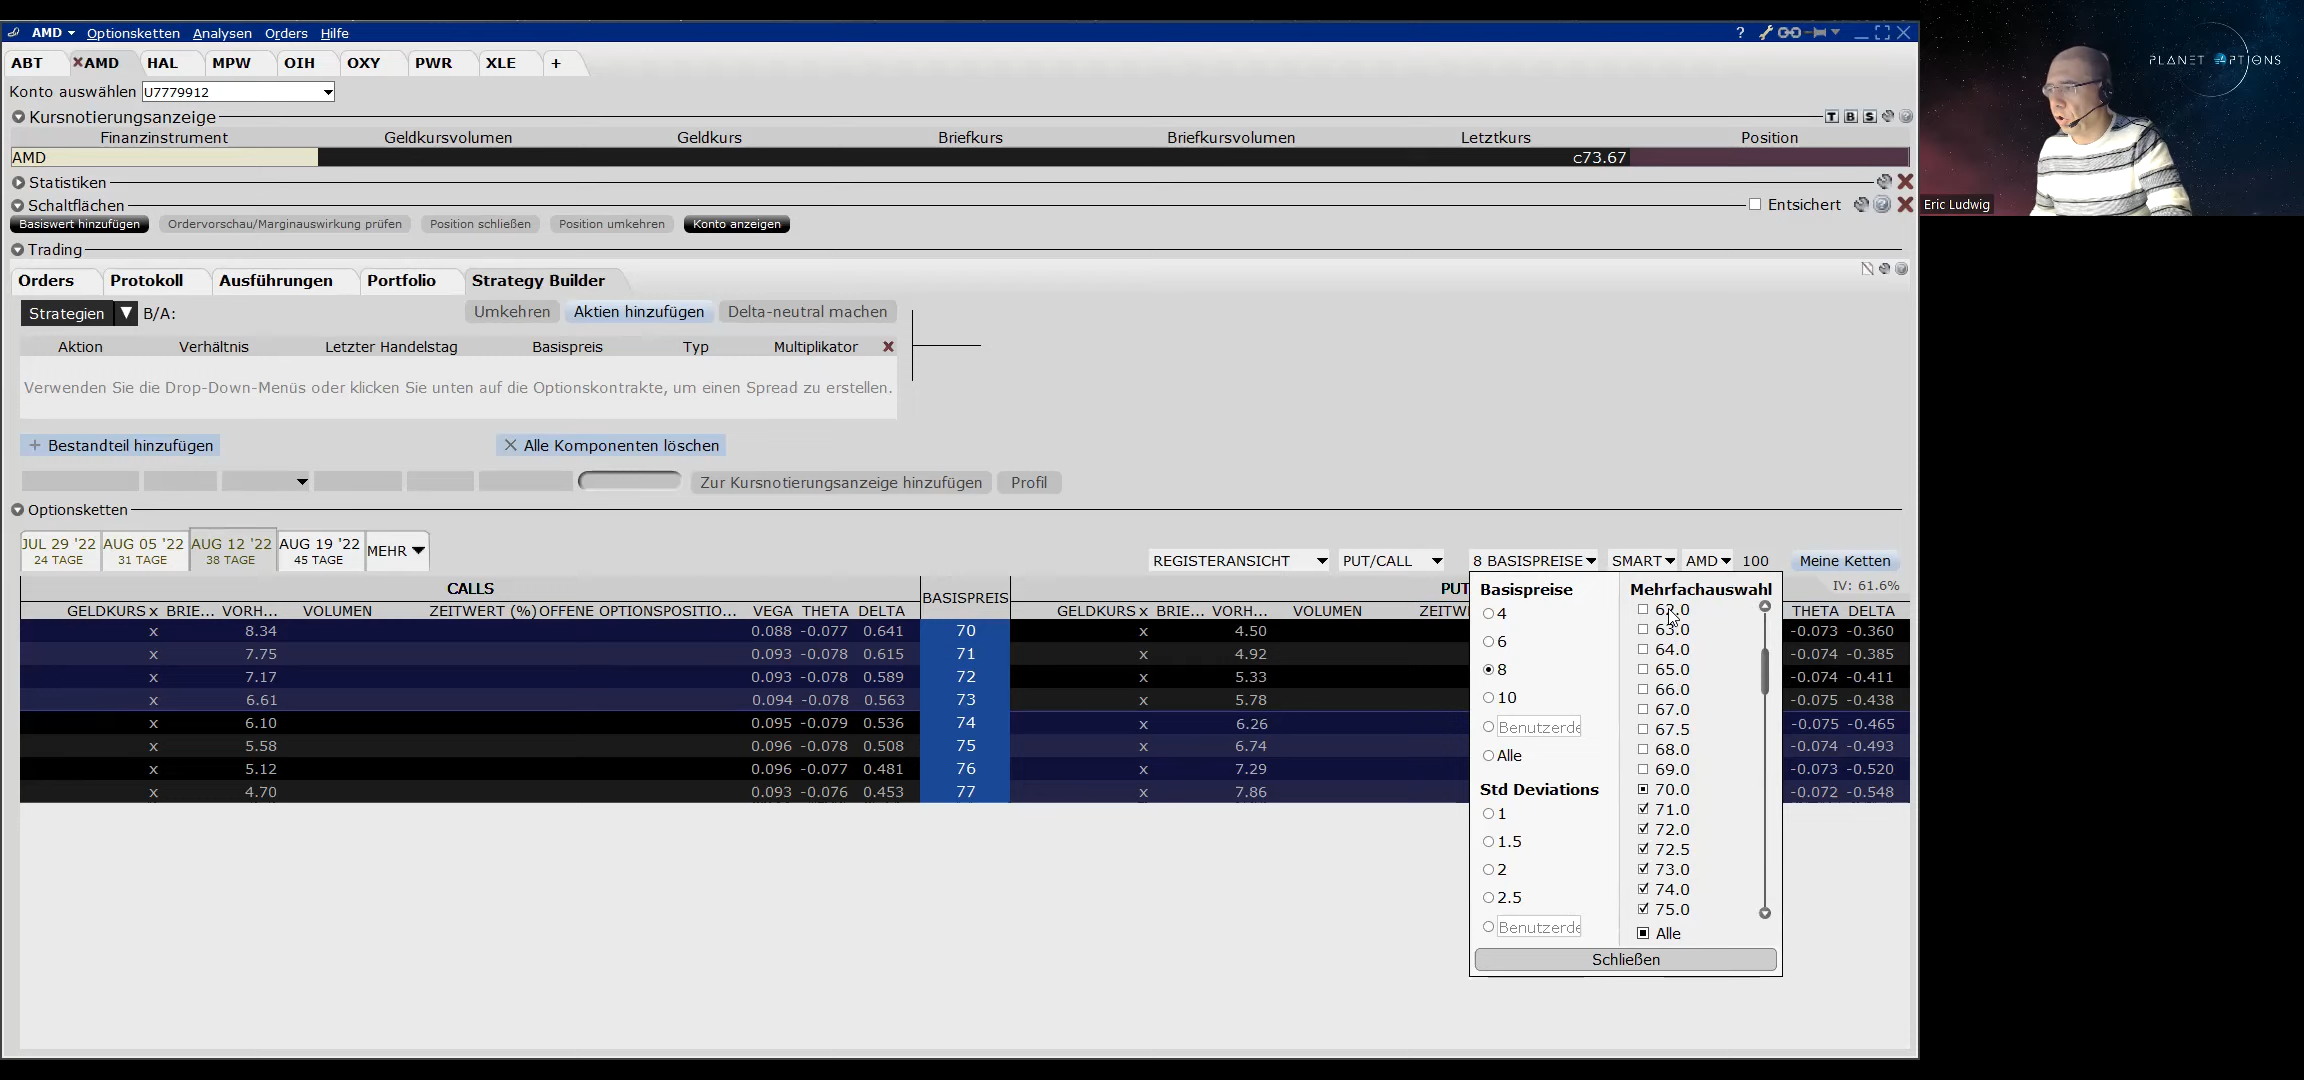 AMD Optionsketten Analysen Orders Hilfe ?
ABT AMD HAL MPW OIH OXY PWR XLE +
Konto auswählen U7779912
Kursnotierungsanzeige T B S
Finanzinstrument Geldkursvolumen Geldkurs Briefkurs Briefkursvolumen Letztkurs Position
AMD c73.67
Statistiken
Schaltflächen Entsichert
Basiswert hinzufügen Ordervorschau/Marginauswirkung prüfen Position schließen Position umkehren Konto anzeigen
Trading
Orders Protokoll Ausführungen Portfolio Strategy Builder
Strategien B/A: Umkehren Aktien hinzufügen Delta-neutral machen
Aktion Verhältnis Letzter Handelstag Basispreis Typ Multiplikator
Verwenden Sie die Drop-Down-Menüs oder klicken Sie unten auf die Optionskontrakte, um einen Spread zu erstellen.
+ Bestandteil hinzufügen X Alle Komponenten löschen
Zur Kursnotierungsanzeige hinzufügen Profil
Optionsketten
JUL 29 '22 AUG 05 '22 AUG 12 '22 AUG 19 '22 MEHR
24 TAGE 31 TAGE 38 TAGE 45 TAGE
REGISTERANSICHT PUT/CALL 8 BASISPREISE SMART AMD 100 Meine Ketten
CALLS BASISPREIS PUT IV: 61.6%
GELDKURS x BRIE... VORH... VOLUMEN ZEITWERT (%) OFFENE OPTIONSPOSITIO... VEGA THETA DELTA GELDKURS x BRIE... VORH... VOLUMEN ZEITW THETA DELTA
x 8.34 0.088 -0.077 0.641 70 x 4.50 -0.073 -0.360
x 7.75 0.093 -0.078 0.615 71 x 4.92 -0.074 -0.385
x 7.17 0.093 -0.078 0.589 72 x 5.33 -0.074 -0.411
x 6.61 0.094 -0.078 0.563 73 x 5.78 -0.075 -0.438
x 6.10 0.095 -0.079 0.536 74 x 6.26 -0.075 -0.465
x 5.58 0.096 -0.078 0.508 75 x 6.74 -0.074 -0.493
x 5.12 0.096 -0.077 0.481 76 x 7.29 -0.073 -0.520
x 4.70 0.093 -0.076 0.453 77 x 7.86 -0.072 -0.548
Basispreise
4
6
8
10
Benutzerde
Alle
Std Deviations
1
1.5
2
2.5
Benutzerde
Mehrfachauswahl
62.0
63.0
64.0
65.0
66.0
67.0
67.5
68.0
69.0
70.0
71.0
72.0
72.5
73.0
74.0
75.0
Alle
Schließen
PLANET OPTIONS
Eric Ludwig